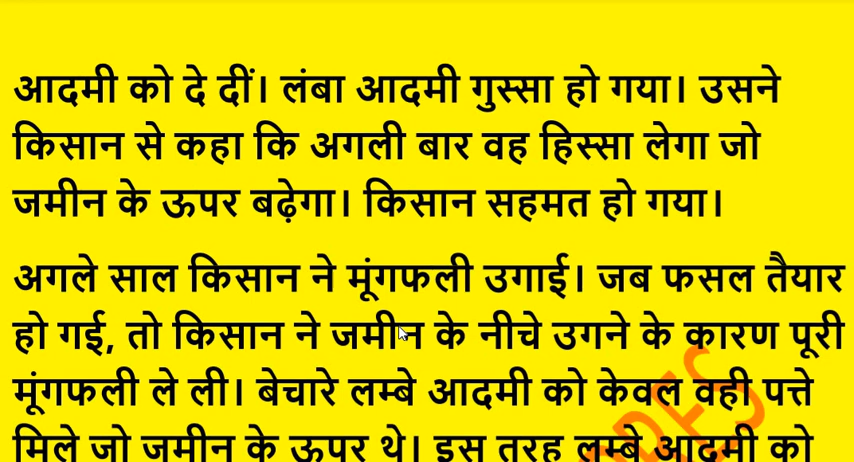 आदमी को दे दीं। लंबा आदमी गुस्सा हो गया। उसने
किसान से कहा कि अगली बार वह हिस्सा लेगा जो
जमीन के ऊपर बढ़ेगा। किसान सहमत हो गया।
अगले साल किसान ने मूंगफली उगाई। जब फसल तैयार
हो गई, तो किसान ने जमीन के नीचे उगने के कारण पूरी
मूंगफली ले ली। बेचारे लम्बे आदमी को केवल वही पत्ते
मिले जो जमीन के ऊपर थे। इस तरह लम्बे आदमी को